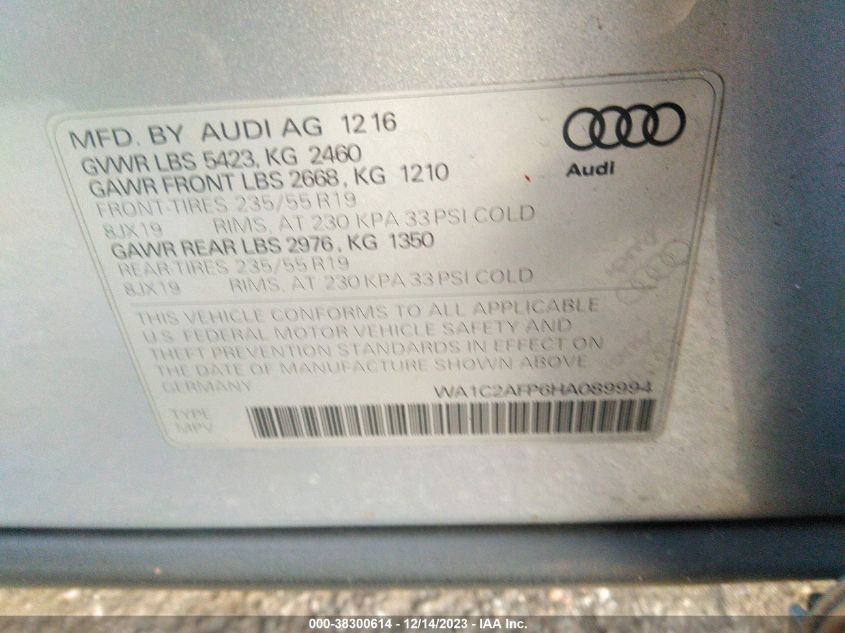 MFD. BY AUDI AG 12 16
GVWR LBS 5423, KG 2460
GAWR FRONT LBS 2668, KG 1210
FRONT-TIRES 235/55 R19
8JX19 RIMS, AT 230 KPA 33 PSI COLD
GAWR REAR LBS 2976, KG 1350
REAR-TIRES 235/55 R19
8JX19 RIMS, AT 230 KPA 33 PSI COLD
Audi
THIS VEHICLE CONFORMS TO ALL APPLICABLE
U.S. FEDERAL MOTOR VEHICLE SAFETY AND
THEFT PREVENTION STANDARDS IN EFFECT ON
THE DATE OF MANUFACTURE SHOWN ABOVE
GERMANY WA1C2AFP6HA089994
TYPE
MPV
000-38300614 - 12/14/2023 - IAA Inc.